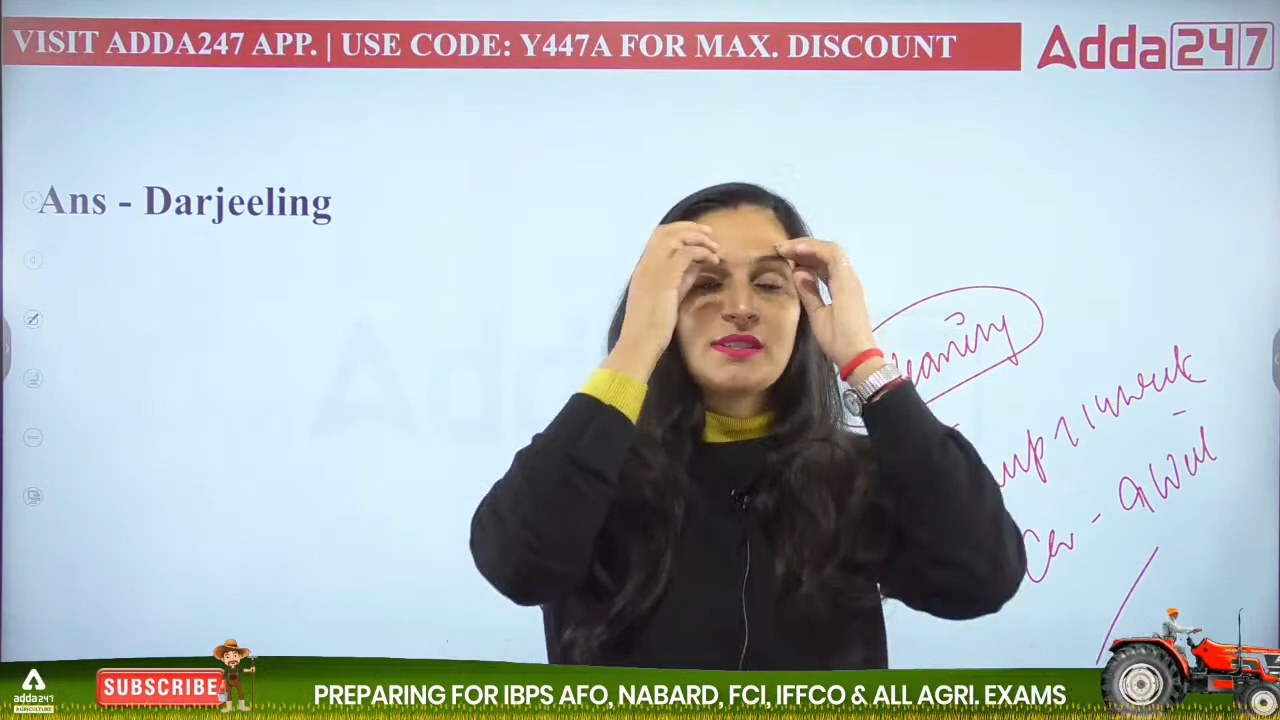 VISIT ADDA247 APP. | USE CODE: Y447A FOR MAX. DISCOUNT
Adda247
Ans - Darjeeling
SUBSCRIBE
adda247
AGRICULTURE
PREPARING FOR IBPS AFO, NABARD, FCI, IFFCO & ALL AGRI. EXAMS